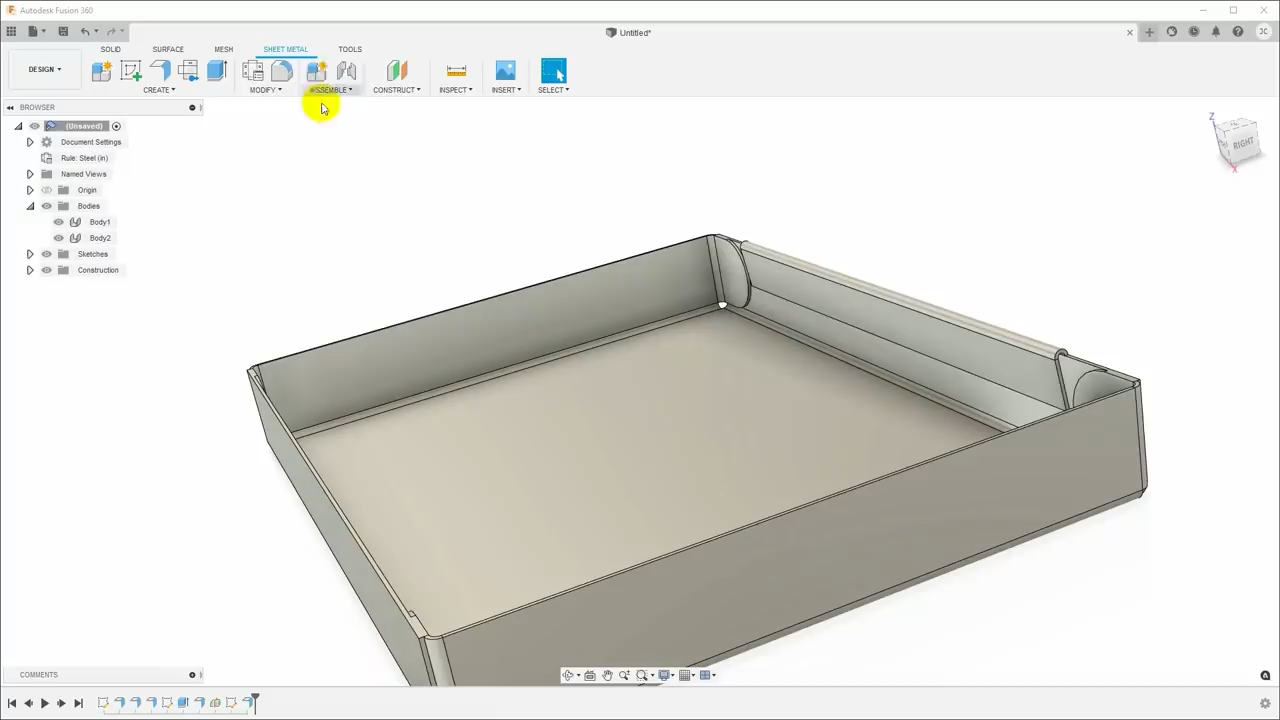 Autodesk Fusion 360
Untitled*
SOLID SURFACE MESH SHEET METAL TOOLS
DESIGN
CREATE MODIFY ASSEMBLE CONSTRUCT INSPECT INSERT SELECT
BROWSER
(Unsaved)
Document Settings
Rule: Steel (in)
Named Views
Origin
Bodies
Body1
Body2
Sketches
Construction
Z
RIGHT
X
COMMENTS